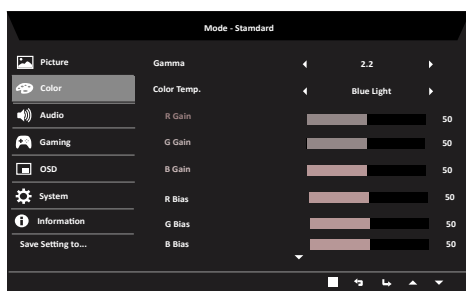 Mode - Stamdard
Picture
Gamma 2.2
Color
Color Temp. Blue Light
Audio
R Gain 50
Gaming
G Gain 50
OSD
B Gain 50
System
R Bias 50
Information
G Bias 50
Save Setting to...
B Bias 50